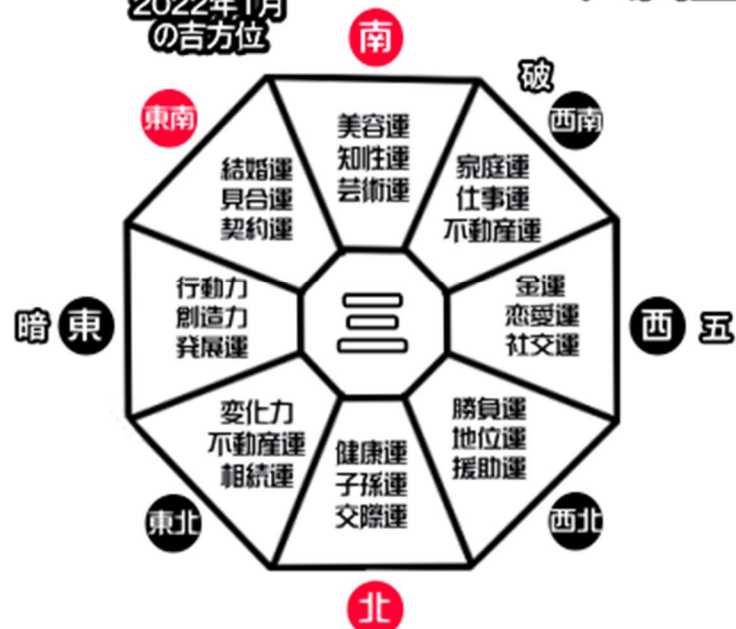 2022年1月
の吉方位
南
破
東南
西南
美容運
知性運
芸術運
結婚運
見合運
契約運
家庭運
仕事運
不動産運
暗
東
行動力
創造力
発展運
三
金運
恋愛運
社交運
西
五
変化力
不動産運
相続運
健康運
子孫運
交際運
勝負運
地位運
援助運
東北
西北
北